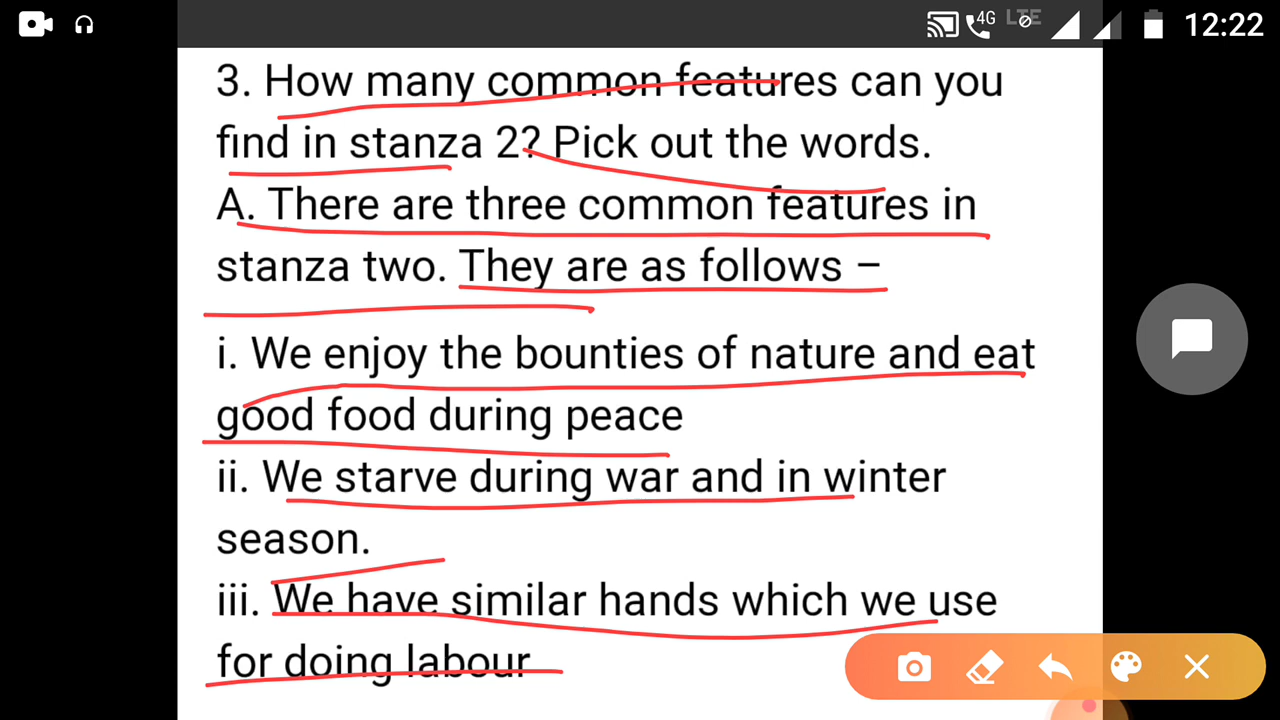 4G LTE 12:22
3. How many common features can you
find in stanza 2? Pick out the words.
A. There are three common features in
stanza two. They are as follows –
i. We enjoy the bounties of nature and eat
good food during peace
ii. We starve during war and in winter
season.
iii. We have similar hands which we use
for doing labour